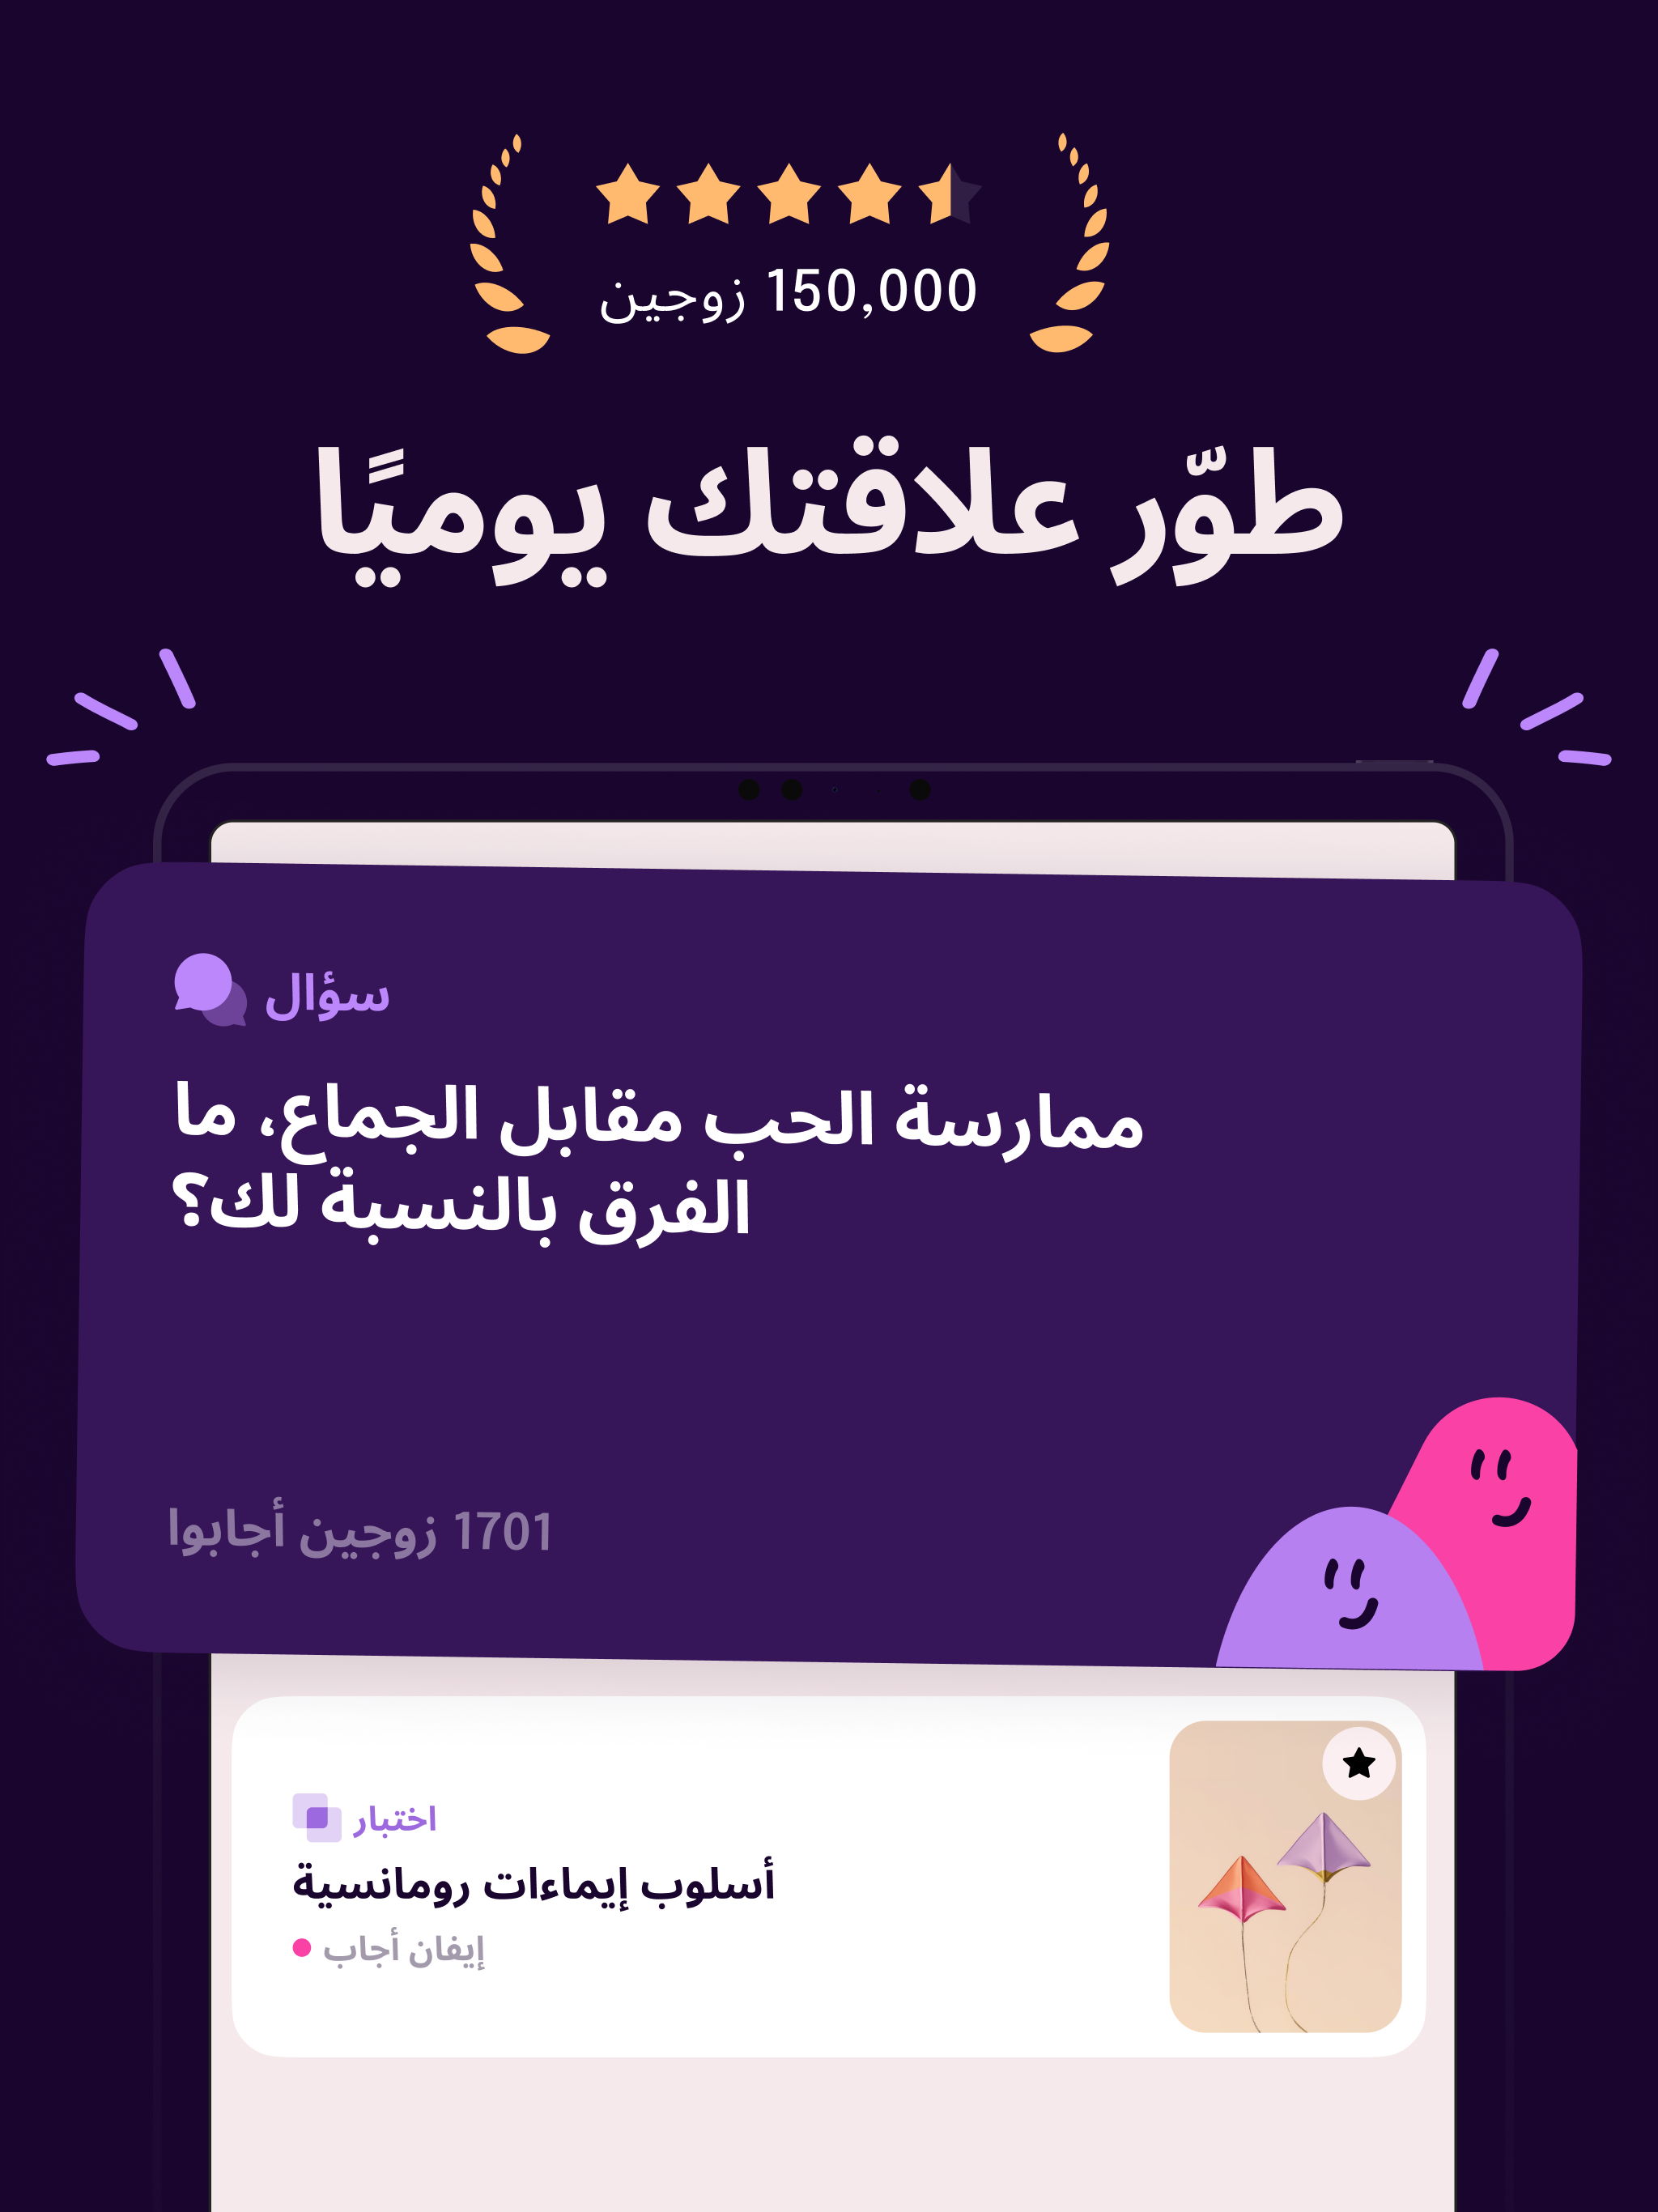 150,000 زوجين
طوّر علاقتك يوميًا
سؤال
ممارسة الحب مقابل الجماع، ما
الفرق بالنسبة لك؟
1701 زوجين أجابوا
اختبار
أسلوب إيماءات رومانسية
إيفان أجاب